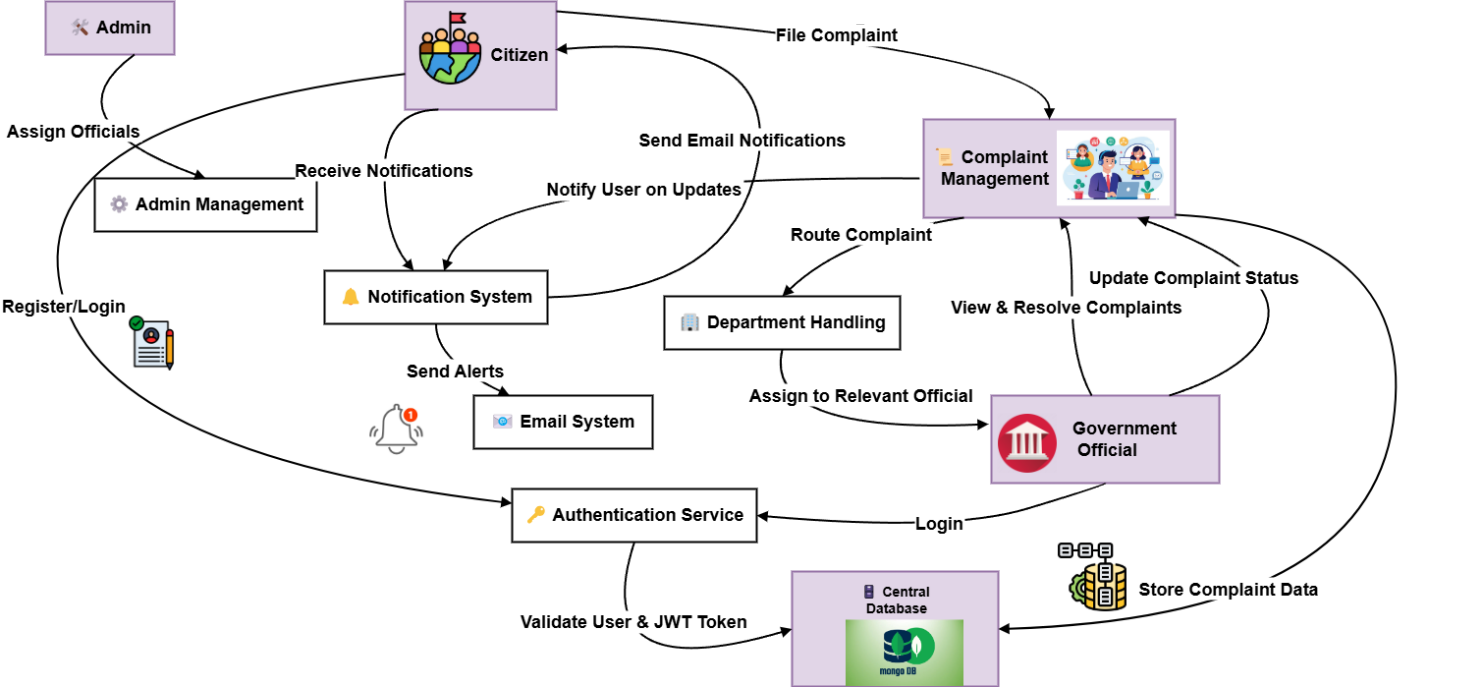 Admin
Citizen
File Complaint
Assign Officials
Send Email Notifications
Receive Notifications
Complaint
Management
Notify User on Updates
Admin Management
Route Complaint
Update Complaint Status
Notification System
Register/Login
View & Resolve Complaints
Department Handling
Send Alerts
Assign to Relevant Official
1
Email System
Government
Official
Authentication Service
Login
Central
Database
Store Complaint Data
Validate User & JWT Token
mongo DB